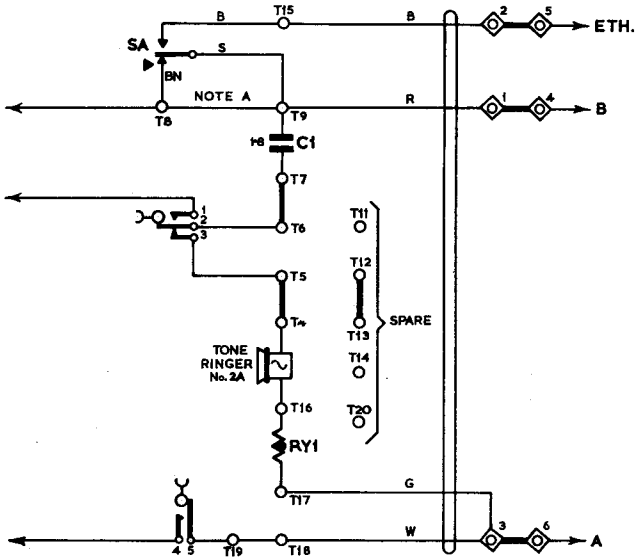 B T15 B 2 5 ETH.
SA S
BN
NOTE A R 1 4 B
T8 T9
1·8 C1
T7
1
2 T6 T11
3
T5 T12
T4 T13 SPARE
TONE
RINGER
No. 2A
T14
T16 T20
RY1
T17 G
W 3 6 A
4 5 T19 T18